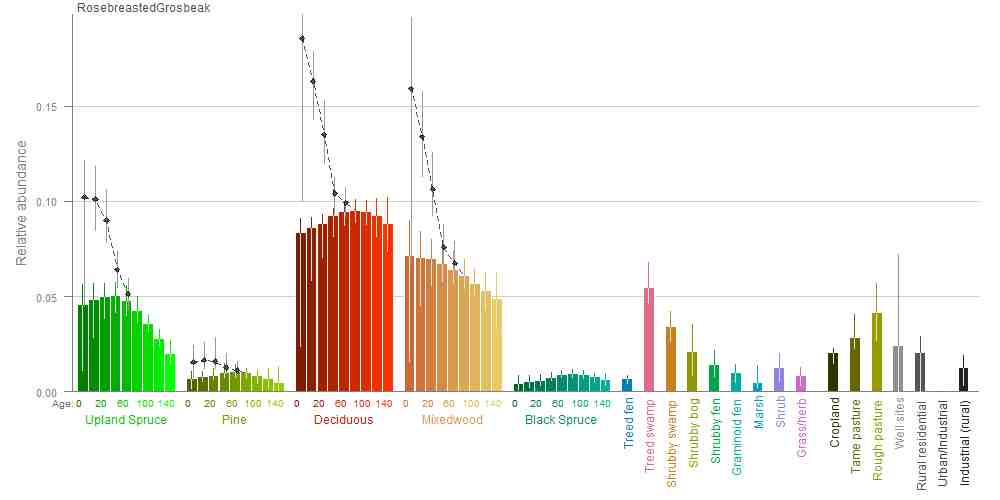 RosebreastedGrosbeak
Relative abundance
0.15
0.10
0.05
0.00
Age: 0 20 60 100 140 0 20 60 100 140 0 20 60 100 140 0 20 60 100 140 0 20 60 100 140
Upland Spruce Pine Deciduous Mixedwood Black Spruce
Treed fen
Treed swamp
Shrubby swamp
Shrubby bog
Shrubby fen
Graminoid fen
Marsh
Shrub
Grass/herb
Cropland
Tame pasture
Rough pasture
Well sites
Rural residential
Urban/Industrial
Industrial (rural)